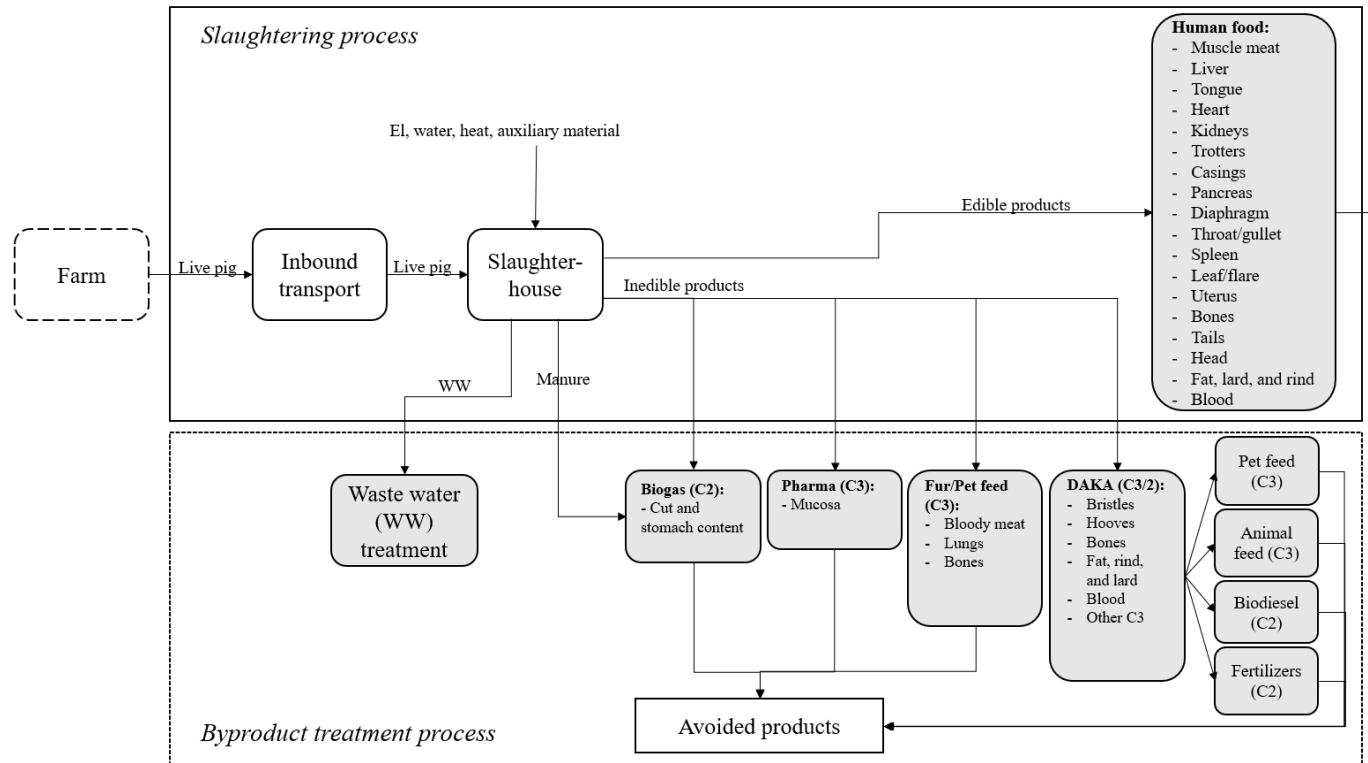 Slaughtering process
Human food:
- Muscle meat
- Liver
- Tongue
- Heart
- Kidneys
- Trotters
- Casings
- Pancreas
- Diaphragm
- Throat/gullet
- Spleen
- Leaf/flare
- Uterus
- Bones
- Tails
- Head
- Fat, lard, and rind
- Blood
El, water, heat, auxiliary material
Edible products
Farm
Live pig
Inbound
transport
Live pig
Slaughter-
house
Inedible products
WW
Manure
Waste water
(WW)
treatment
Biogas (C2):
- Cut and
stomach content
Pharma (C3):
- Mucosa
Fur/Pet feed
(C3):
- Bloody meat
- Lungs
- Bones
DAKA (C3/2):
- Bristles
- Hooves
- Bones
- Fat, rind,
and lard
- Blood
- Other C3
Pet feed
(C3)
Animal
feed (C3)
Biodiesel
(C2)
Fertilizers
(C2)
Avoided products
Byproduct treatment process